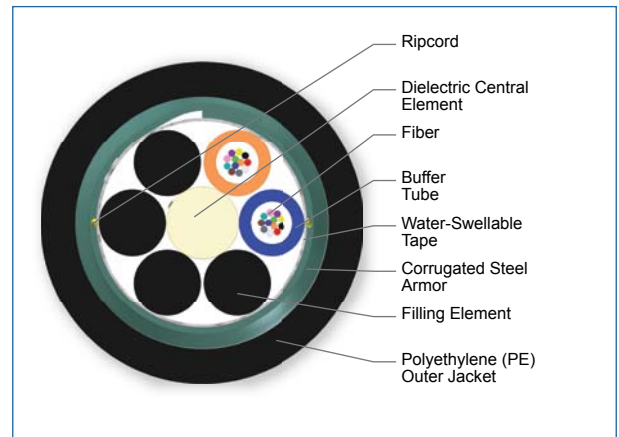 Ripcord
Dielectric Central
Element
Fiber
Buffer
Tube
Water-Swellable
Tape
Corrugated Steel
Armor
Filling Element
Polyethylene (PE)
Outer Jacket